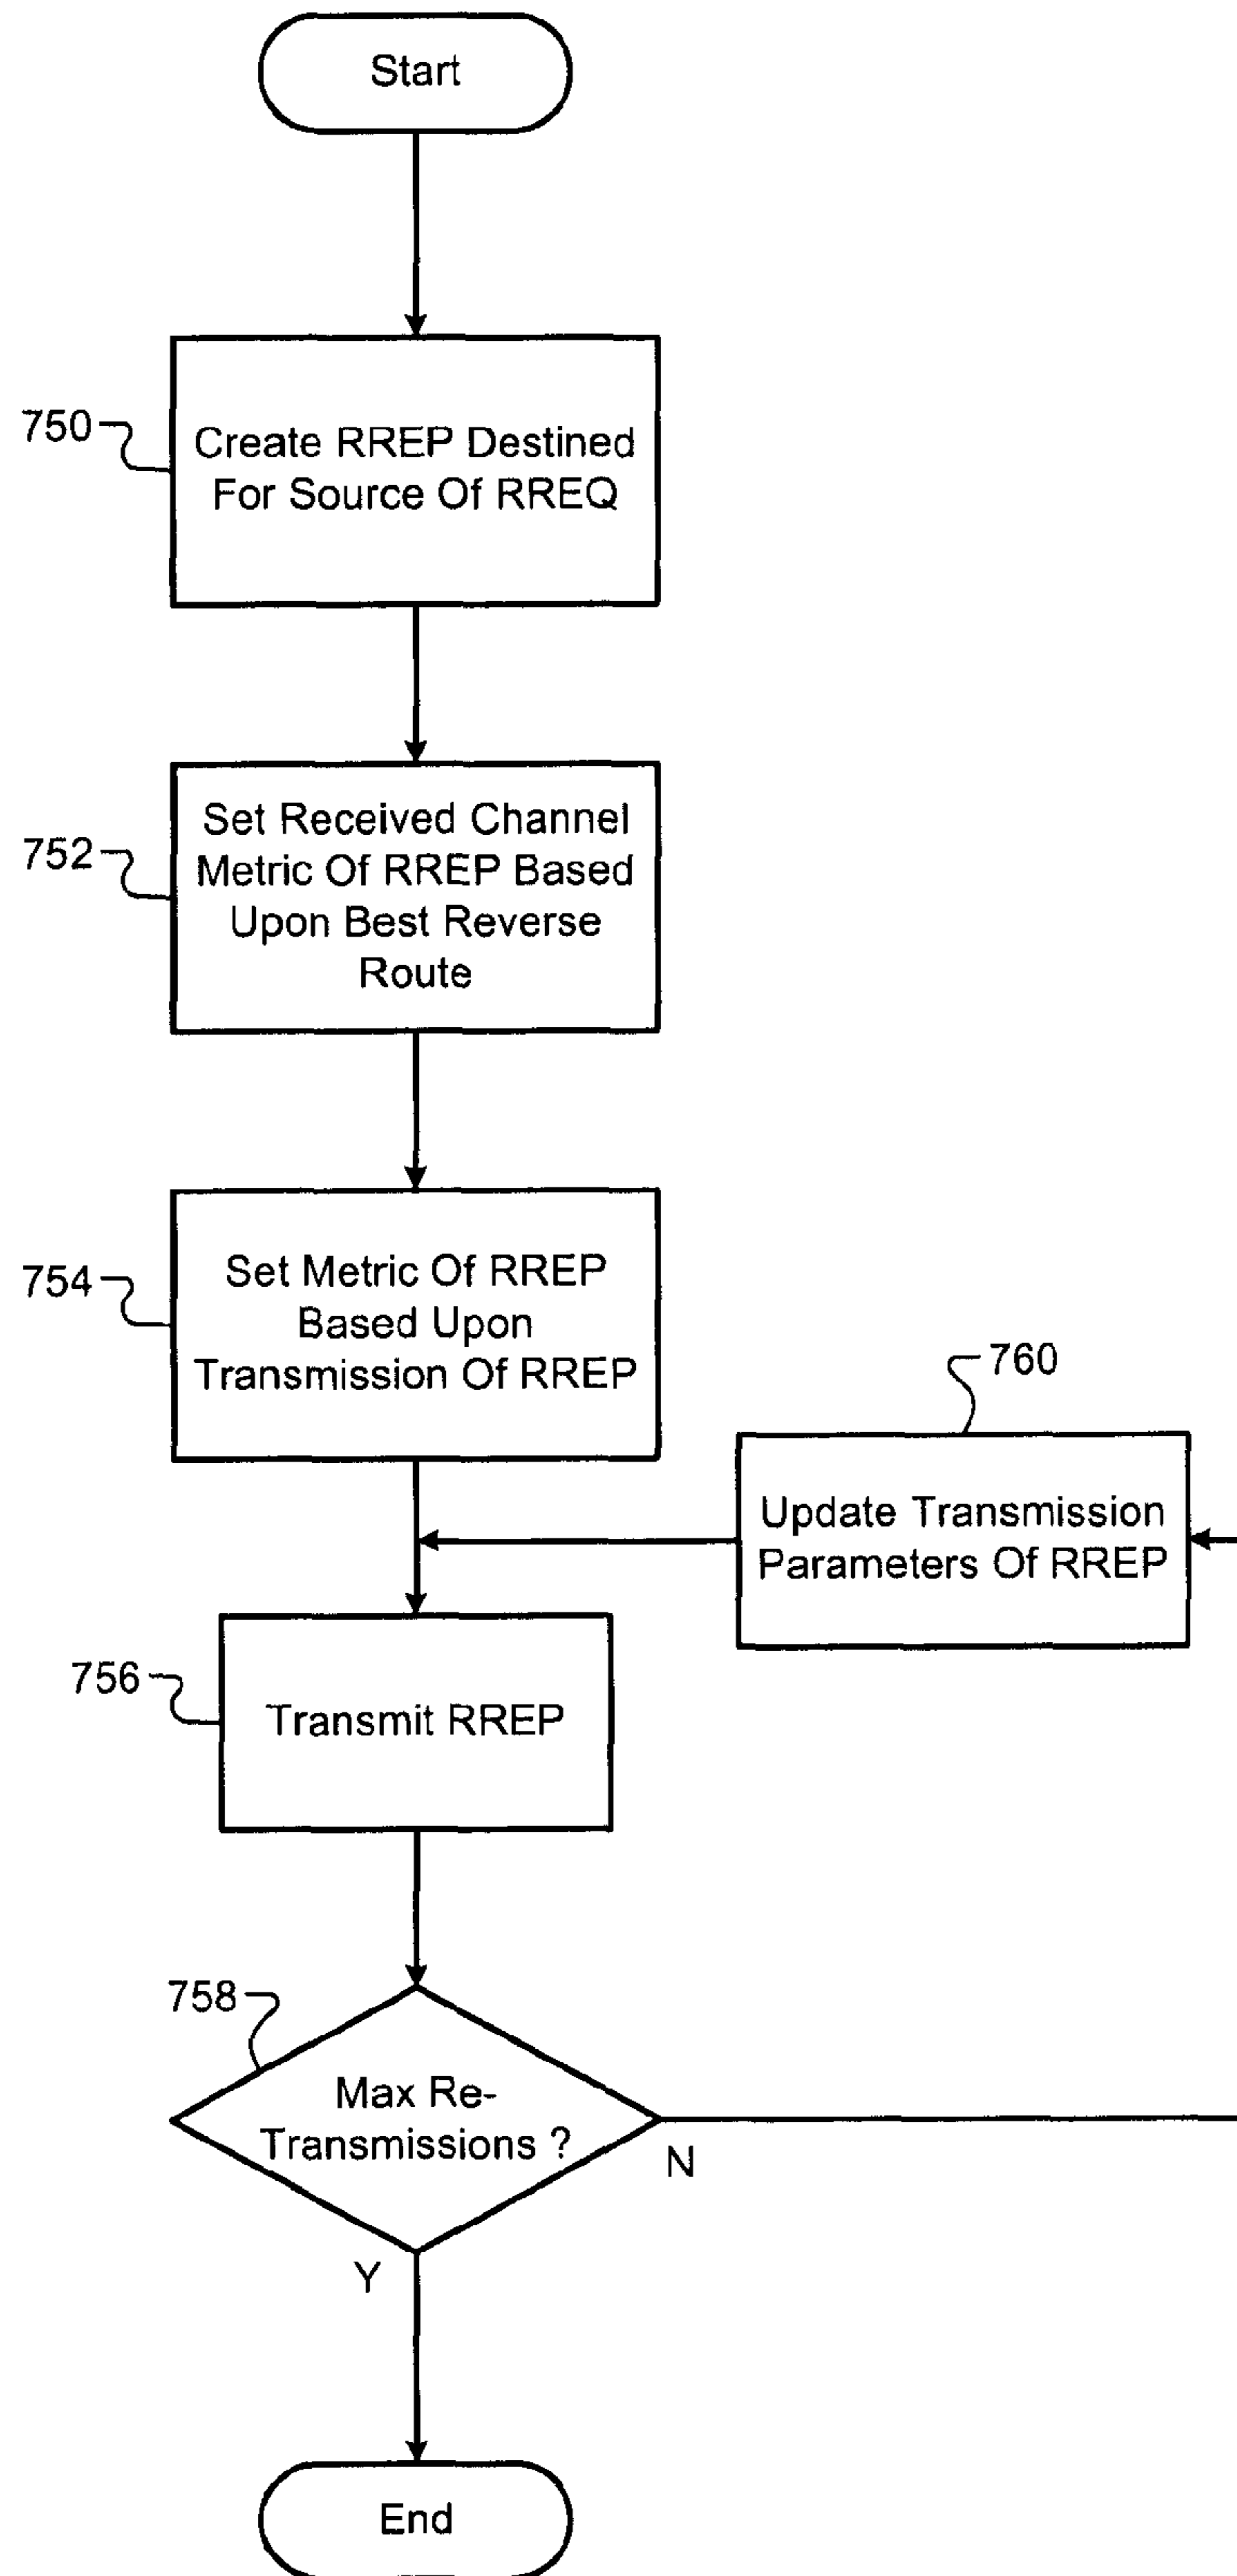 Start
750
Create RREP Destined
For Source Of RREQ
752
Set Received Channel
Metric Of RREP Based
Upon Best Reverse
Route
754
Set Metric Of RREP
Based Upon
Transmission Of RREP
760
Update Transmission
Parameters Of RREP
756
Transmit RREP
758
Max Re-
Transmissions ?
N
Y
End